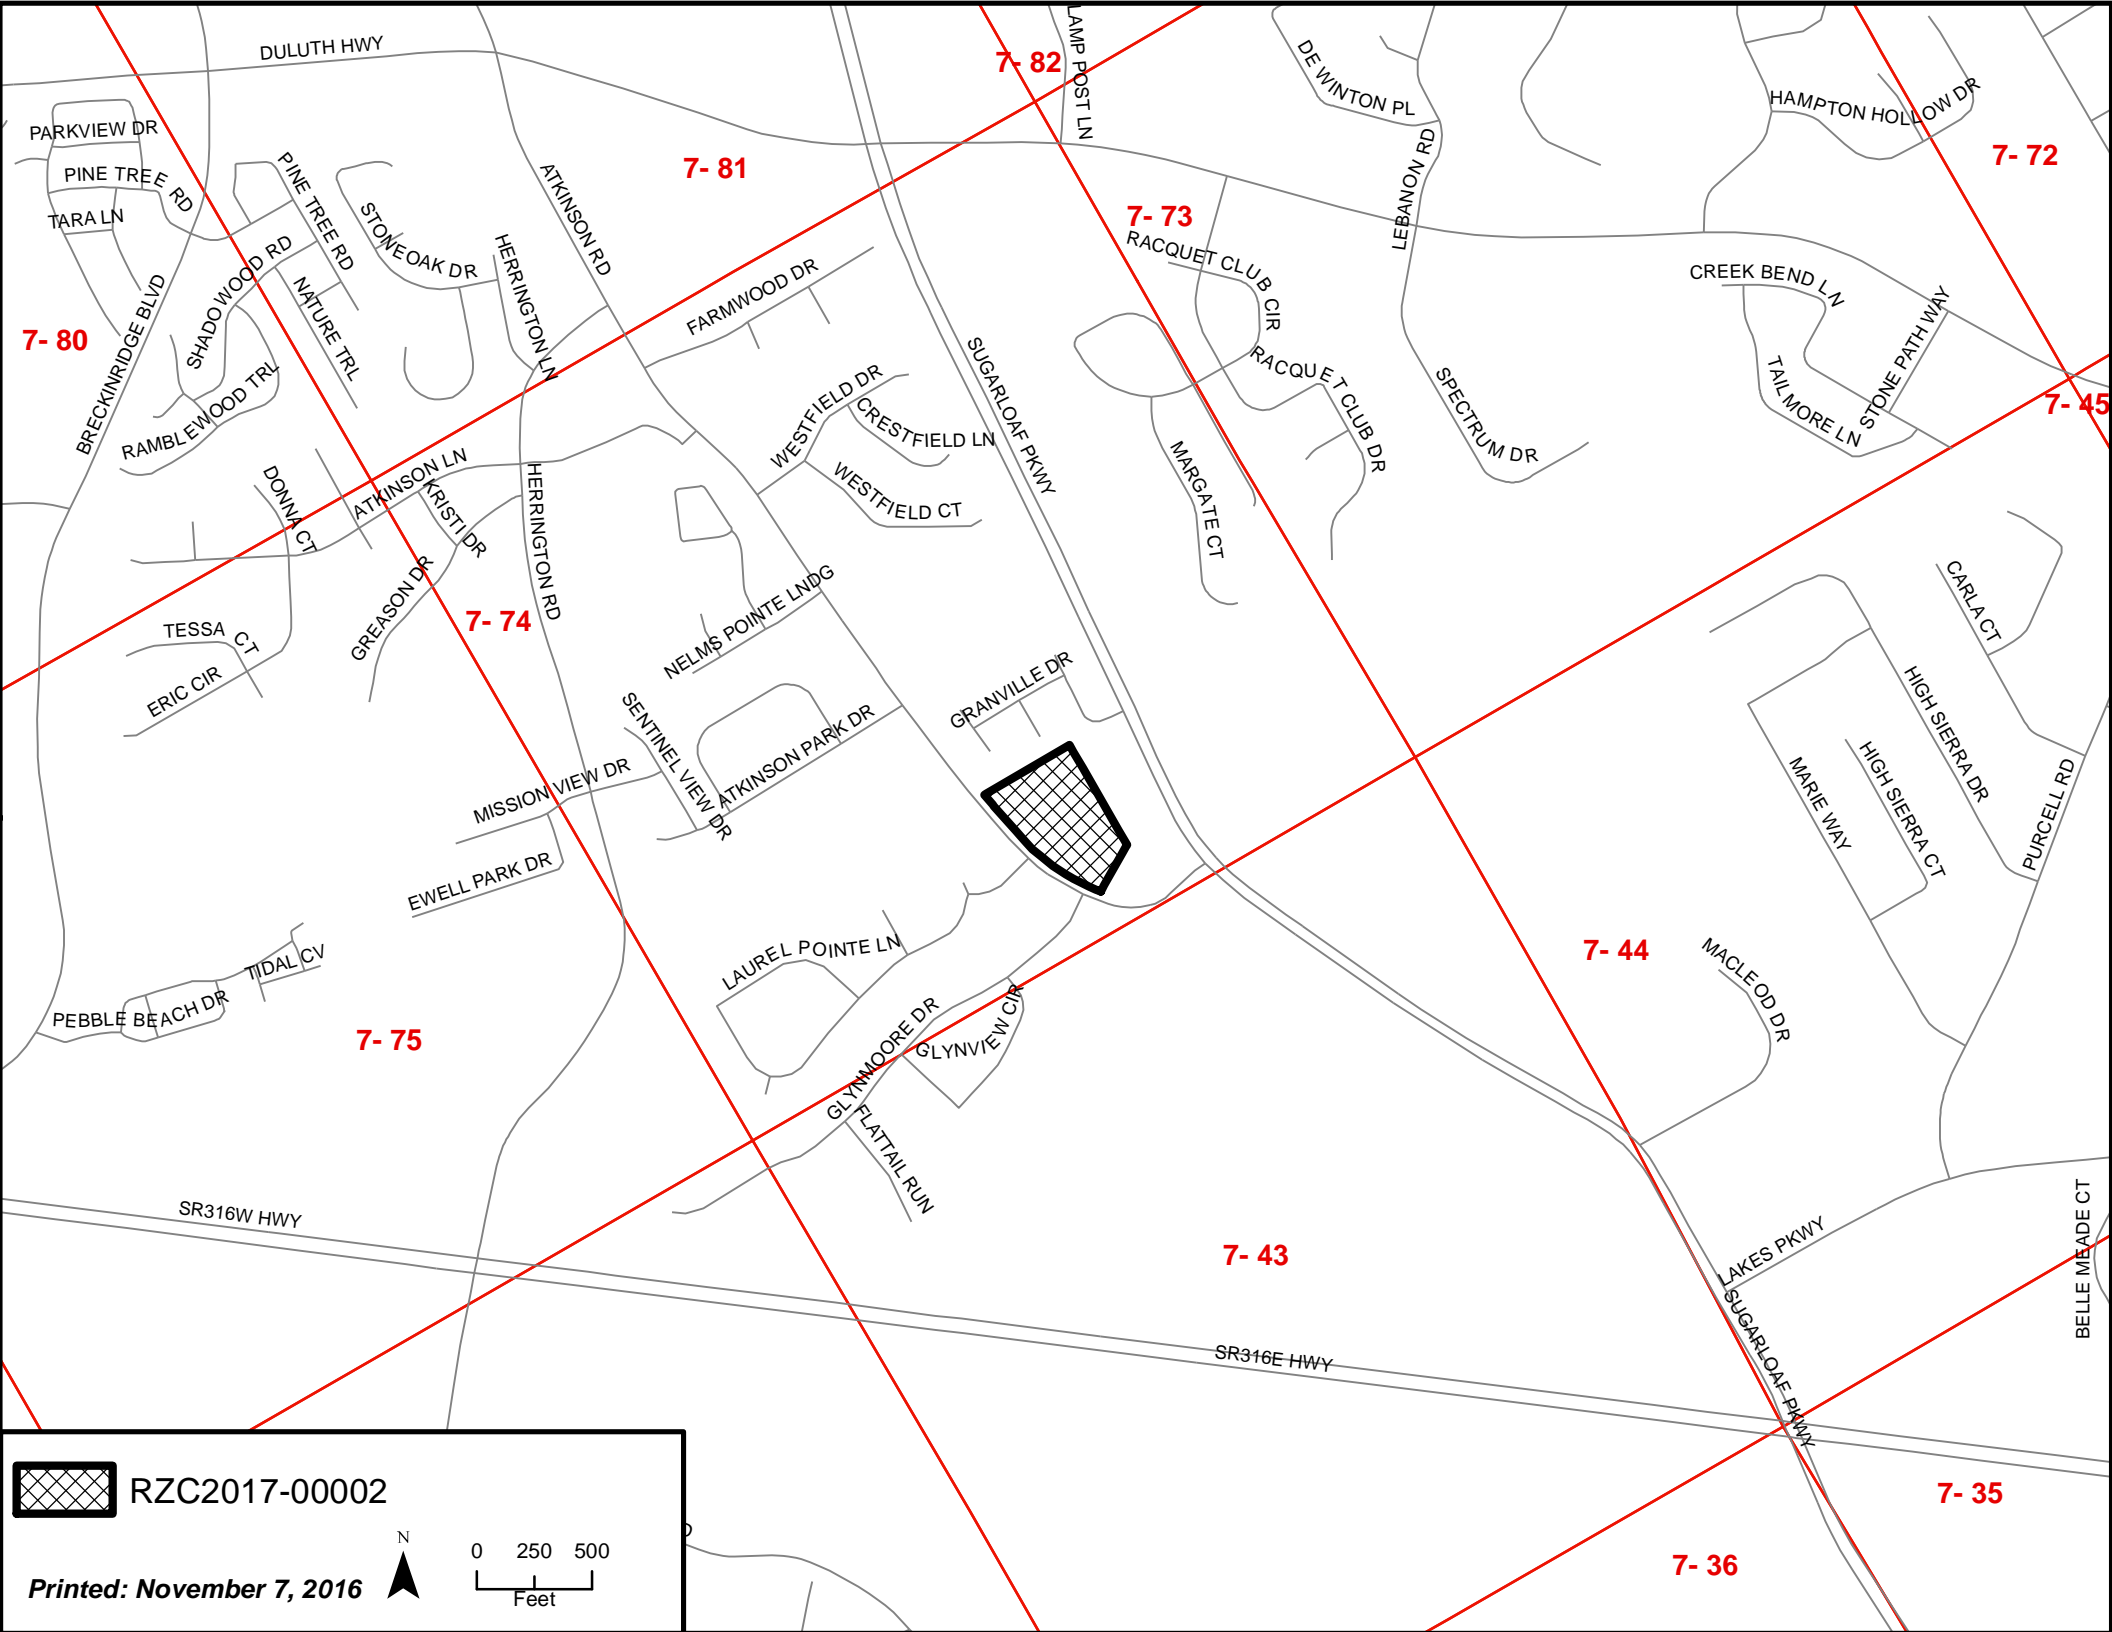 DULUTH HWY
LAMP POST LN
7- 82
DE WINTON PL
HAMPTON HOLLOW DR
7- 72
PARKVIEW DR
PINE TREE RD
TARA LN
PINE TREE RD
STONEOAK DR
ATKINSON RD
7- 81
7- 73
RACQUET CLUB CIR
LEBANON RD
CREEK BEND LN
STONE PATH WAY
SHADOWOOD RD
NATURE TRL
HERRINGTON LN
FARMWOOD DR
7- 80
BRECKINRIDGE BLVD
RAMBLEWOOD TRL
WESTFIELD DR
CRESTFIELD LN
SUGARLOAF PKWY
RACQUET CLUB DR
SPECTRUM DR
TAILMORE LN
7- 45
DONNA CT
ATKINSON LN
KRISTI DR
HERRINGTON RD
WESTFIELD CT
MARGATE CT
GREASON DR
7- 74
NELMS POINTE LNDG
CARLA CT
TESSA CT
ERIC CIR
GRANVILLE DR
HIGH SIERRA DR
SENTINEL VIEW DR
ATKINSON PARK DR
MISSION VIEW DR
MARIE WAY
HIGH SIERRA CT
PURCELL RD
EWELL PARK DR
LAUREL POINTE LN
7- 44
MACLEOD DR
TIDAL CV
PEBBLE BEACH DR
7- 75
GLYNMOORE DR
GLYNVIEW CIR
FLATTAIL RUN
SR316W HWY
7- 43
LAKES PKWY
BELLE MEADE CT
SUGARLOAF PKWY
SR316E HWY
7- 35
7- 36
RZC2017-00002
N
0 250 500
Feet
Printed: November 7, 2016